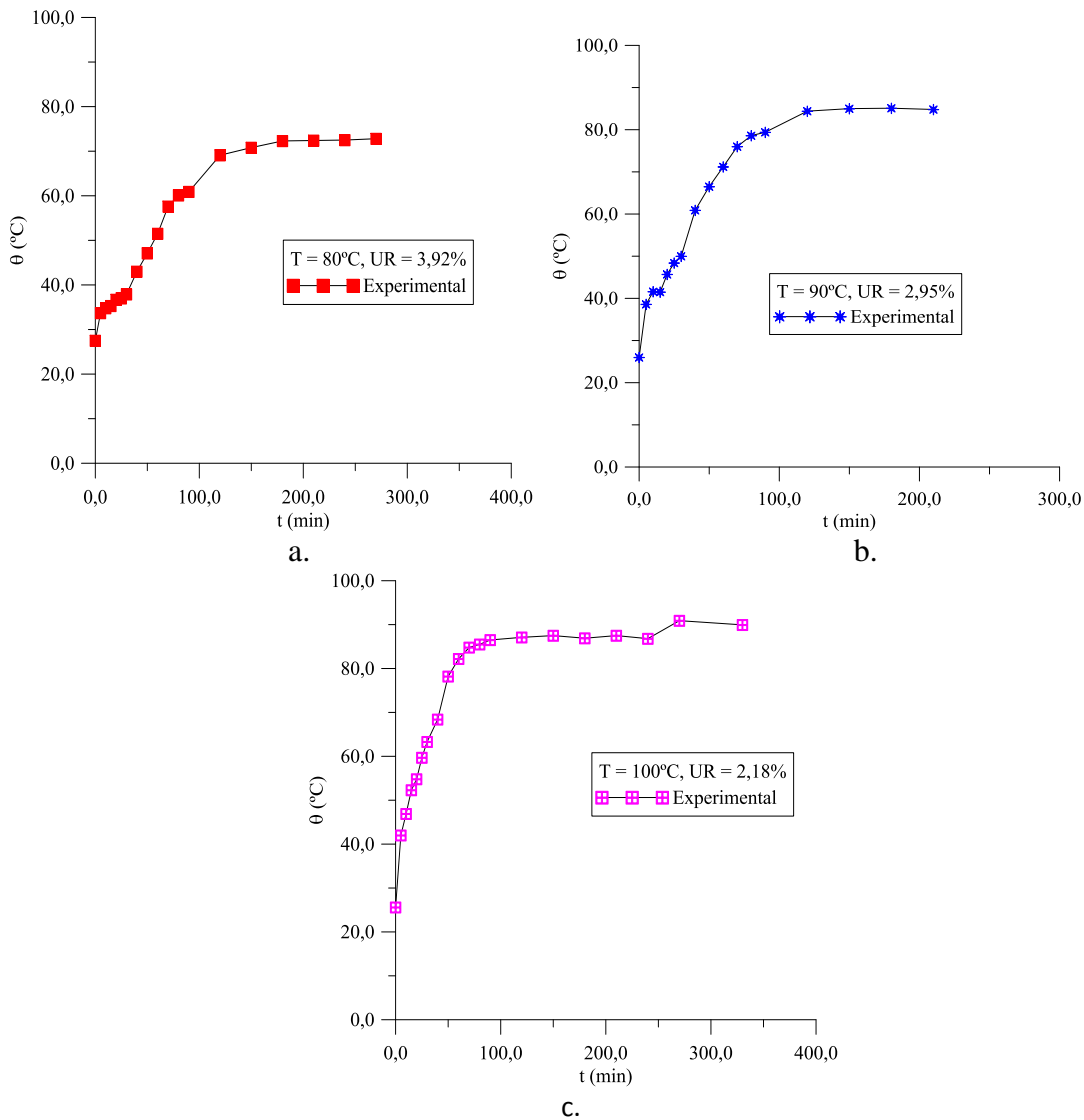 100,0
80,0
60,0
40,0
20,0
0,0
θ (ºC)
T = 80ºC, UR = 3,92%
Experimental
0,0 100,0 200,0 300,0 400,0
t (min)
a.
100,0
80,0
60,0
40,0
20,0
0,0
θ (ºC)
T = 90ºC, UR = 2,95%
Experimental
0,0 100,0 200,0 300,0
t (min)
b.
100,0
80,0
60,0
40,0
20,0
0,0
θ (ºC)
T = 100ºC, UR = 2,18%
Experimental
0,0 100,0 200,0 300,0 400,0
t (min)
c.